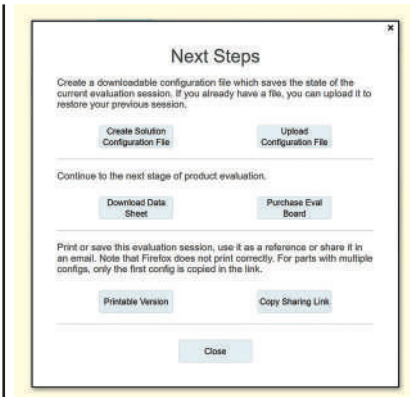 ×
Next Steps
Create a downloadable configuration file which saves the state of the
current evaluation session. If you already have a file, you can upload it to
restore your previous session.
Create Solution
Configuration File
Upload
Configuration File
Continue to the next stage of product evaluation.
Download Data
Sheet
Purchase Eval
Board
Print or save this evaluation session, use it as a reference or share it in
an email. Note that Firefox does not print correctly. For parts with multiple
configs, only the first config is copied in the link.
Printable Version
Copy Sharing Link
Close